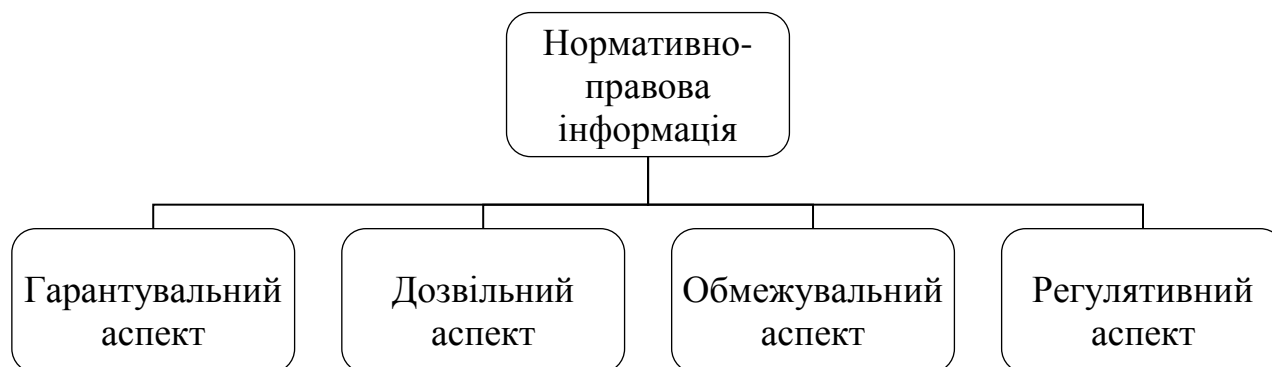 Нормативно-
правова
інформація
Гарантувальний
аспект
Дозвільний
аспект
Обмежувальний
аспект
Регулятивний
аспект